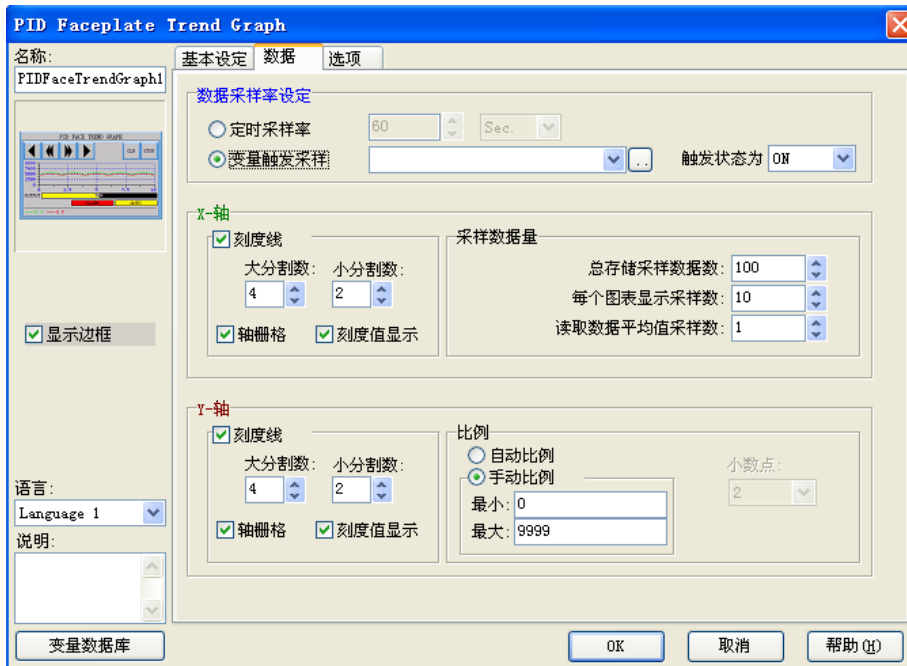 PID Faceplate Trend Graph
名称:
PIDFaceTrendGraph1
基本设定 数据 选项
数据采样率设定
定时采样率 60 Sec.
变量触发采样 .. 触发状态为 ON
PID FACE TREND GRAPH
X-轴
刻度线
大分割数: 小分割数:
4 2
轴栅格 刻度值显示
采样数据量
总存储采样数据数: 100
每个图表显示采样数: 10
读取数据平均值采样数: 1
显示边框
Y-轴
刻度线
大分割数: 小分割数:
4 2
轴栅格 刻度值显示
比例
自动比例
手动比例
最小: 0
最大: 9999
小数点:
2
语言:
Language 1
说明:
变量数据库 OK 取消 帮助(H)